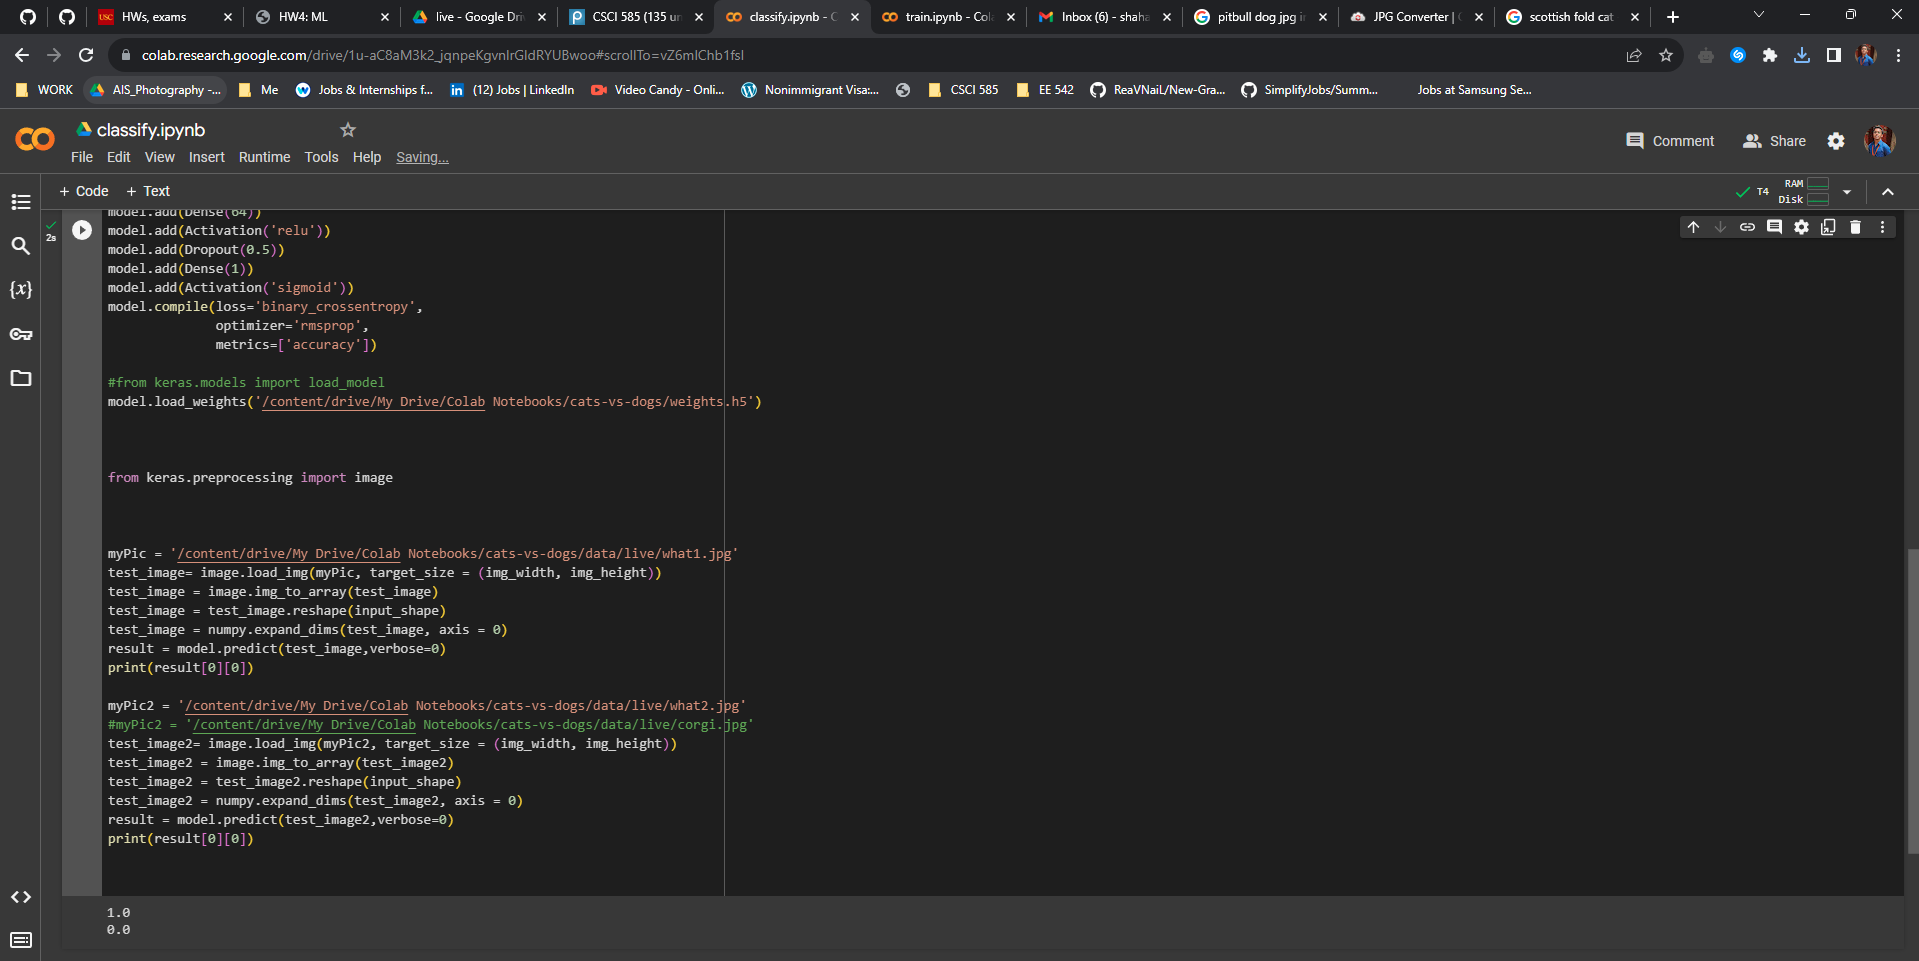 HWs, exams
HW4: ML
live - Google Dri
CSCI 585 (135 un
classify.ipynb - C
train.ipynb - Cola
Inbox (6) - shaha
pitbull dog jpg i
JPG Converter | C
scottish fold cat
colab.research.google.com/drive/1u-aC8aM3k2_jqnpeKgvnIrGldRYUBwoo#scrollTo=vZ6mlChb1fsl
WORK
AIS_Photography -...
Me
Jobs & Internships f...
(12) Jobs | LinkedIn
Video Candy - Onli...
Nonimmigrant Visa:...
CSCI 585
EE 542
ReaVNaiL/New-Gra...
SimplifyJobs/Summ...
Jobs at Samsung Se...
classify.ipynb
File Edit View Insert Runtime Tools Help Saving...
Comment
Share
+ Code + Text
T4
RAM
Disk
2s
model.add(Dense(64))
model.add(Activation('relu'))
model.add(Dropout(0.5))
model.add(Dense(1))
model.add(Activation('sigmoid'))
model.compile(loss='binary_crossentropy',
optimizer='rmsprop',
metrics=['accuracy'])
#from keras.models import load_model
model.load_weights('/content/drive/My Drive/Colab Notebooks/cats-vs-dogs/weights.h5')
from keras.preprocessing import image
myPic = '/content/drive/My Drive/Colab Notebooks/cats-vs-dogs/data/live/what1.jpg'
test_image= image.load_img(myPic, target_size = (img_width, img_height))
test_image = image.img_to_array(test_image)
test_image = test_image.reshape(input_shape)
test_image = numpy.expand_dims(test_image, axis = 0)
result = model.predict(test_image,verbose=0)
print(result[0][0])
myPic2 = '/content/drive/My Drive/Colab Notebooks/cats-vs-dogs/data/live/what2.jpg'
#myPic2 = '/content/drive/My Drive/Colab Notebooks/cats-vs-dogs/data/live/corgi.jpg'
test_image2= image.load_img(myPic2, target_size = (img_width, img_height))
test_image2 = image.img_to_array(test_image2)
test_image2 = test_image2.reshape(input_shape)
test_image2 = numpy.expand_dims(test_image2, axis = 0)
result = model.predict(test_image2,verbose=0)
print(result[0][0])
1.0
0.0